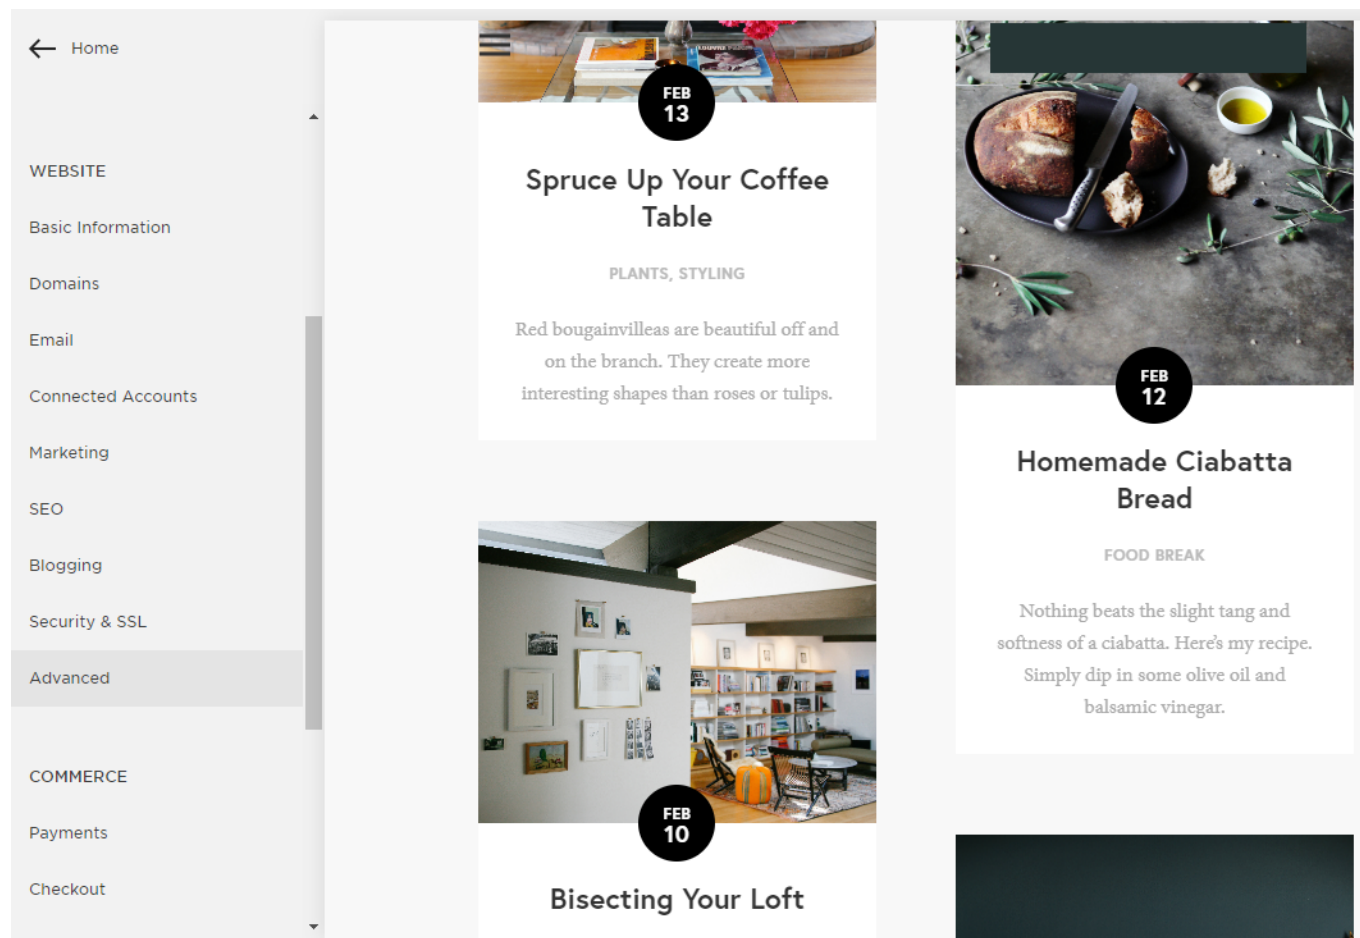 Home
WEBSITE
Basic Information
Domains
Email
Connected Accounts
Marketing
SEO
Blogging
Security & SSL
Advanced
COMMERCE
Payments
Checkout
FEB
13
Spruce Up Your Coffee
Table
PLANTS, STYLING
Red bougainvilleas are beautiful off and
on the branch. They create more
interesting shapes than roses or tulips.
FEB
10
Bisecting Your Loft
FEB
12
Homemade Ciabatta
Bread
FOOD BREAK
Nothing beats the slight tang and
softness of a ciabatta. Here’s my recipe.
Simply dip in some olive oil and
balsamic vinegar.